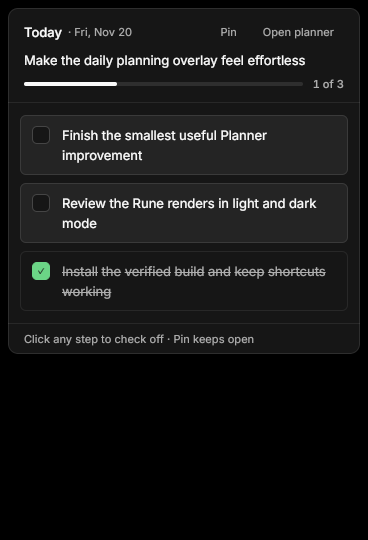 Today · Fri, Nov 20 Pin Open planner
Make the daily planning overlay feel effortless
1 of 3
Finish the smallest useful Planner
improvement
Review the Rune renders in light and dark
mode
Install the verified build and keep shortcuts
working
Click any step to check off · Pin keeps open